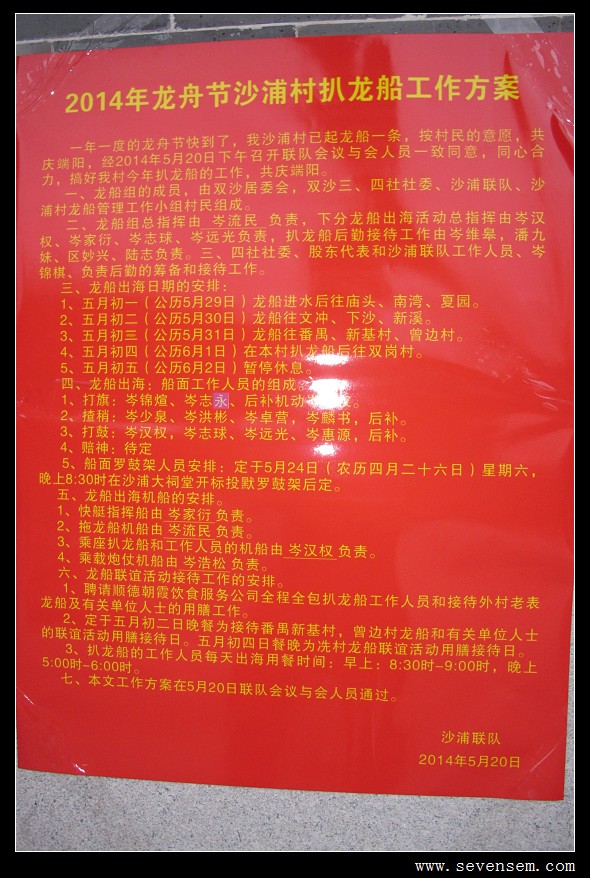 2014年龙舟节沙浦村扒龙船工作方案
一年一度的龙舟节快到了，我沙浦村已起龙船一条，按村民的意愿，共
庆端阳，经2014年5月20日下午召开联队会议与会人员一致同意，同心合
力，搞好我村今年扒龙船的工作，共庆端阳。
一、龙船组的成员，由双沙居委会，双沙三、四社社委、沙浦联队、沙
浦村龙船管理工作小组村民组成。
二、龙船组总指挥由 岑流民 负责，下分龙船出海活动总指挥由岑汉
权、岑家衍、岑志球、岑远光负责，扒龙船后勤接待工作由岑维皋，潘九
妹、区妙兴、陆志负责。三、四社社委、股东代表和沙浦联队工作人员、岑
锦棋、负责后勤的筹备和接待工作。
三、龙船出海日期的安排：
1、五月初一（公历5月29日）龙船进水后往庙头、南湾、夏园。
2、五月初二（公历5月30日）龙船往文冲、下沙、新溪。
3、五月初三（公历5月31日）龙船往番禺、新基村、曾边村。
4、五月初四（公历6月1日）在本村扒龙船后往双岗村。
5、五月初五（公历6月2日）暂停休息。
四、龙船出海：船面工作人员的组成
1、打旗：岑锦煊、岑志永、后补机动
2、揸稍：岑少泉、岑洪彬、岑卓营，岑麟书，后补。
3、打鼓：岑汉权，岑志球、岑远光、岑惠源，后补。
4、赔神：待定
5、船面罗鼓架人员安排：定于5月24日（农历四月二十六日）星期六，
晚上8:30时在沙浦大祠堂开标投默罗鼓架后定。
五、龙船出海机船的安排。
1、快艇指挥船由 岑家衍 负责。
2、拖龙船机船由 岑流民 负责。
3、乘座扒龙船和工作人员的机船由 岑汉权 负责。
4、乘载炮仗机船由 岑浩松 负责。
六、龙船联谊活动接待工作的安排。
1、聘请顺德朝霞饮食服务公司全程全包扒龙船工作人员和接待外村老表
龙船及有关单位人士的用膳工作。
2、定于五月初二日晚餐为接待番禺新基村，曾边村龙船和有关单位人士
的联谊活动用膳接待日。五月初四日餐晚为冼村龙船联谊活动用膳接待日。
3、扒龙船的工作人员每天出海用餐时间：早上：8:30时-9:00时，晚上
5:00时-6:00时。
七、本文工作方案在5月20日联队会议与会人员通过。
沙浦联队
2014年5月20日
www.sevensem.com